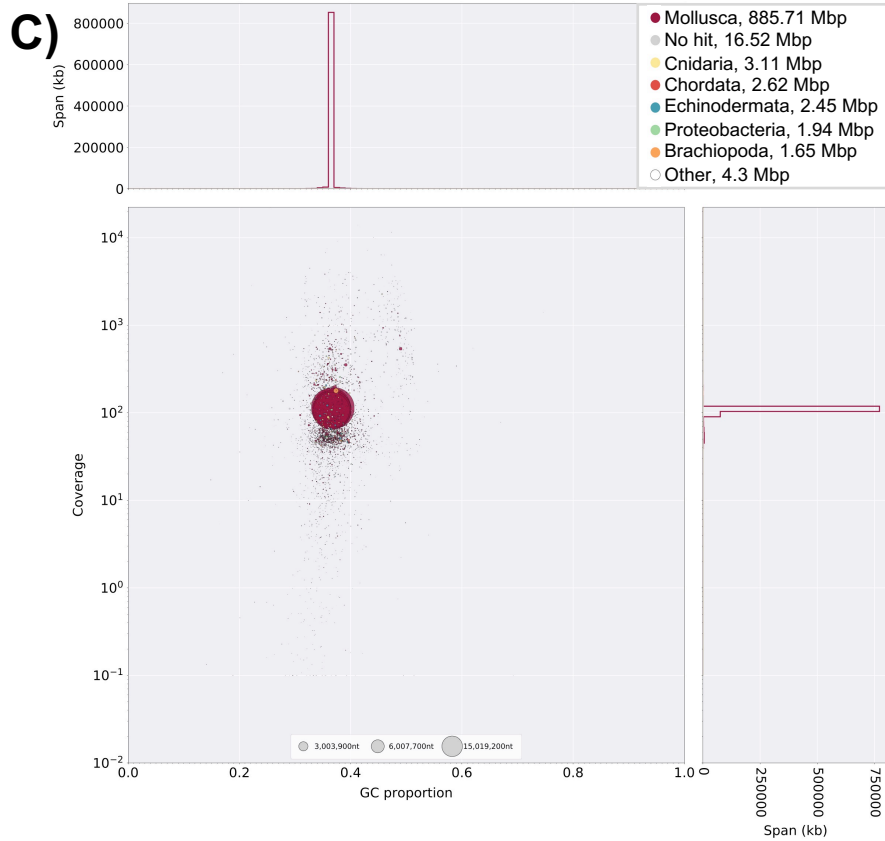 C)
Span (kb)
800000
600000
400000
200000
0
Mollusca, 885.71 Mbp
No hit, 16.52 Mbp
Cnidaria, 3.11 Mbp
Chordata, 2.62 Mbp
Echinodermata, 2.45 Mbp
Proteobacteria, 1.94 Mbp
Brachiopoda, 1.65 Mbp
Other, 4.3 Mbp
Coverage
10^4
10^3
10^2
10^1
10^0
10^−1
10^−2
3,003,900nt 6,007,700nt 15,019,200nt
0.0 0.2 0.4 0.6 0.8 1.0
GC proportion
0 250000 500000 750000
Span (kb)